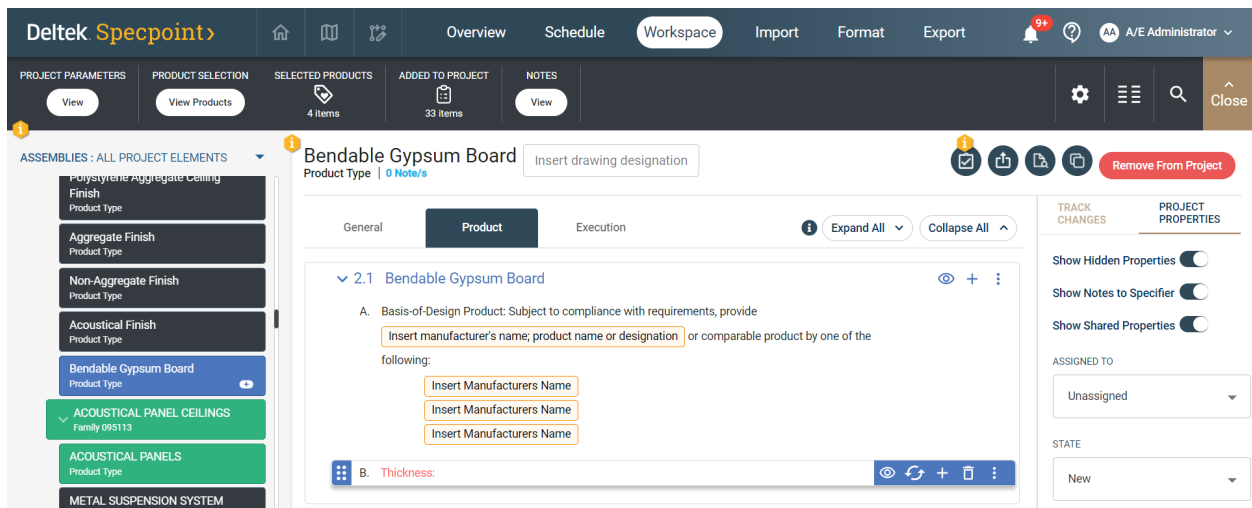 Deltek Specpoint>
Overview Schedule Workspace Import Format Export
9+
AA A/E Administrator
PROJECT PARAMETERS
View
PRODUCT SELECTION
View Products
SELECTED PRODUCTS
4 items
ADDED TO PROJECT
33 items
NOTES
View
Close
ASSEMBLIES : ALL PROJECT ELEMENTS
Polystyrene Aggregate Ceiling
Finish
Product Type
Aggregate Finish
Product Type
Non-Aggregate Finish
Product Type
Acoustical Finish
Product Type
Bendable Gypsum Board
Product Type
ACOUSTICAL PANEL CEILINGS
Family 095113
ACOUSTICAL PANELS
Product Type
METAL SUSPENSION SYSTEM
Bendable Gypsum Board
Insert drawing designation
Product Type | 0 Note/s
Remove From Project
General Product Execution
Expand All
Collapse All
2.1 Bendable Gypsum Board
A. Basis-of-Design Product: Subject to compliance with requirements, provide
Insert manufacturer's name; product name or designation or comparable product by one of the
following:
Insert Manufacturers Name
Insert Manufacturers Name
Insert Manufacturers Name
B. Thickness:
TRACK
CHANGES
PROJECT
PROPERTIES
Show Hidden Properties
Show Notes to Specifier
Show Shared Properties
ASSIGNED TO
Unassigned
STATE
New